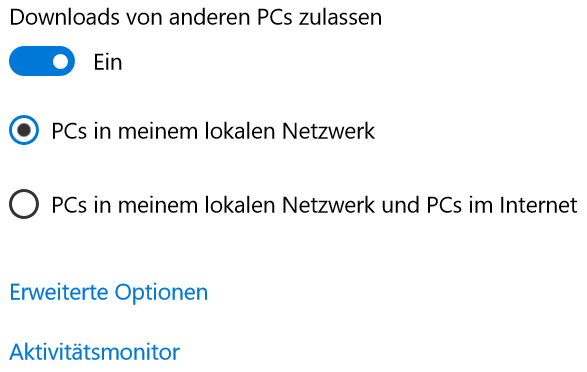 Downloads von anderen PCs zulassen
Ein
PCs in meinem lokalen Netzwerk
PCs in meinem lokalen Netzwerk und PCs im Internet
Erweiterte Optionen
Aktivitätsmonitor